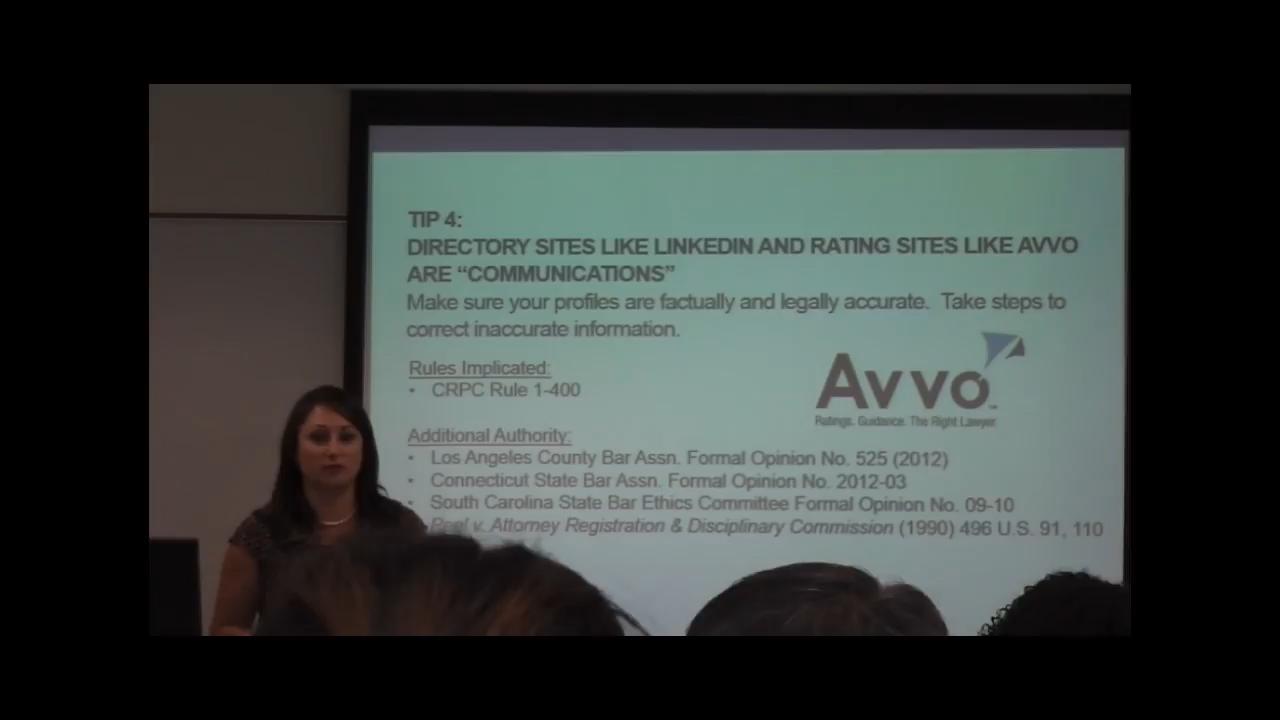 TIP 4:
DIRECTORY SITES LIKE LINKEDIN AND RATING SITES LIKE AVVO
ARE “COMMUNICATIONS”
Make sure your profiles are factually and legally accurate. Take steps to
correct inaccurate information.
Rules Implicated:
• CRPC Rule 1-400
Avvo™
Ratings. Guidance. The Right Lawyer.
Additional Authority:
• Los Angeles County Bar Assn. Formal Opinion No. 525 (2012)
• Connecticut State Bar Assn. Formal Opinion No. 2012-03
• South Carolina State Bar Ethics Committee Formal Opinion No. 09-10
• Peel v. Attorney Registration & Disciplinary Commission (1990) 496 U.S. 91, 110